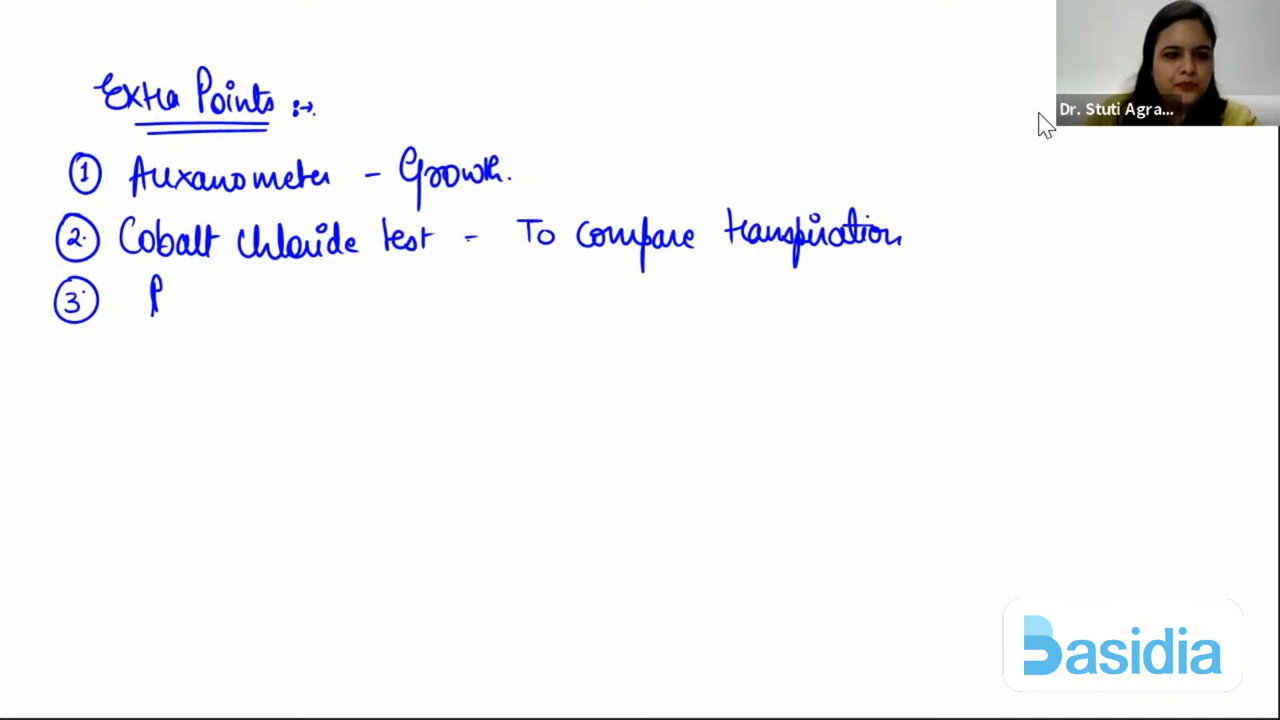 Extra Points :→.
① Auxanometer - Growth.
②. Cobalt chloride test - To compare transpiration
③. P
Dr. Stuti Agra...
Basidia